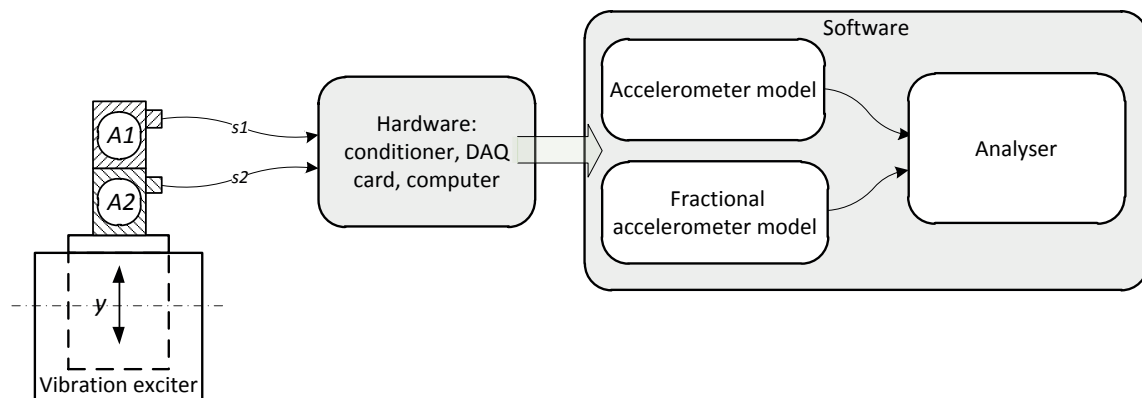 Software
A1
s1
Hardware:
conditioner, DAQ
card, computer
Accelerometer model
Analyser
A2
s2
Fractional
accelerometer model
y
Vibration exciter